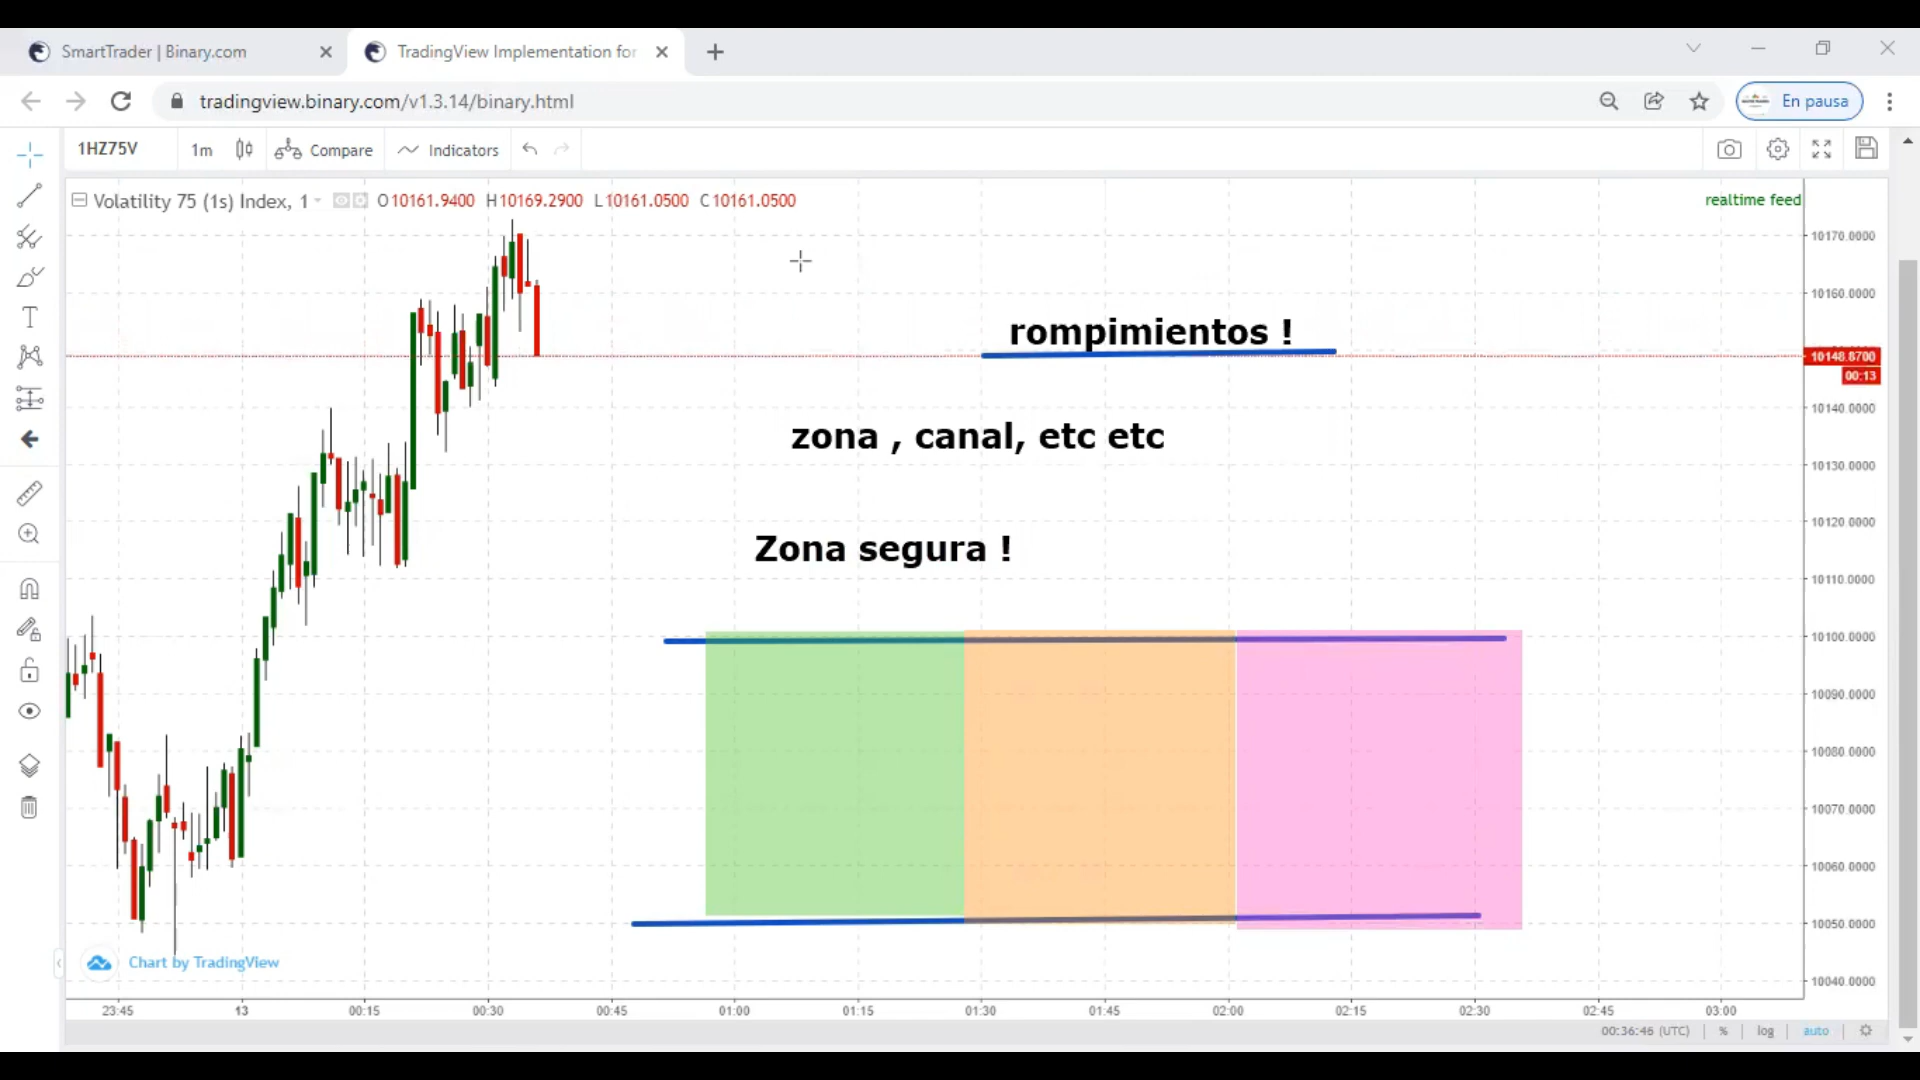 SmartTrader | Binary.com
TradingView Implementation for
tradingview.binary.com/v1.3.14/binary.html
En pausa
1HZ75V
1m
Compare
Indicators
Volatility 75 (1s) Index, 1
O10161.9400 H10169.2900 L10161.0500 C10161.0500
realtime feed
10170.0000
10160.0000
rompimientos !
10148.8700
00:13
10140.0000
zona , canal, etc etc
10130.0000
10120.0000
Zona segura !
10110.0000
10100.0000
10090.0000
10080.0000
10070.0000
10060.0000
10050.0000
Chart by TradingView
10040.0000
23:45 13 00:15 00:30 00:45 01:00 01:15 01:30 01:45 02:00 02:15 02:30 02:45 03:00
00:36:46 (UTC) % log auto